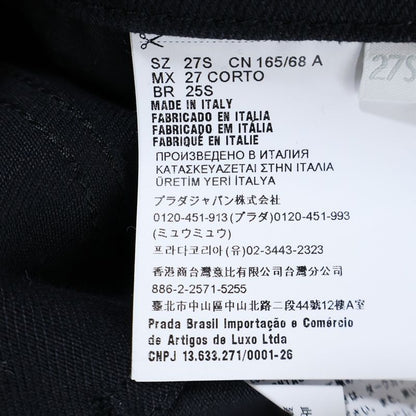 SZ 27S CN 165/68 A
MX 27 CORTO
BR 25S
MADE IN ITALY
FABRICADO EN ITALIA
FABRICADO EM ITÁLIA
FABRIQUÉ EN ITALIE
ПРОИЗВЕДЕНО В ИТАЛИЯ
ΚΑΤΑΣΚΕΥΑΖΕΤΑΙ ΣΤΗΝ ΙΤΑΛΙΑ
ÜRETİM YERİ İTALYA
プラダジャパン株式会社
0120-451-913 (プラダ) 0120-451-993
(ミュウミュウ)
프라다코리아(유) 02-3443-2323
香港商台灣薏比有限公司台灣分公司
886-2-2571-5255
臺北市中山區中山北路二段44號12樓A室
Prada Brasil Importação e Comércio
de Artigos de Luxo Ltda
CNPJ 13.633.271/0001-26
27S